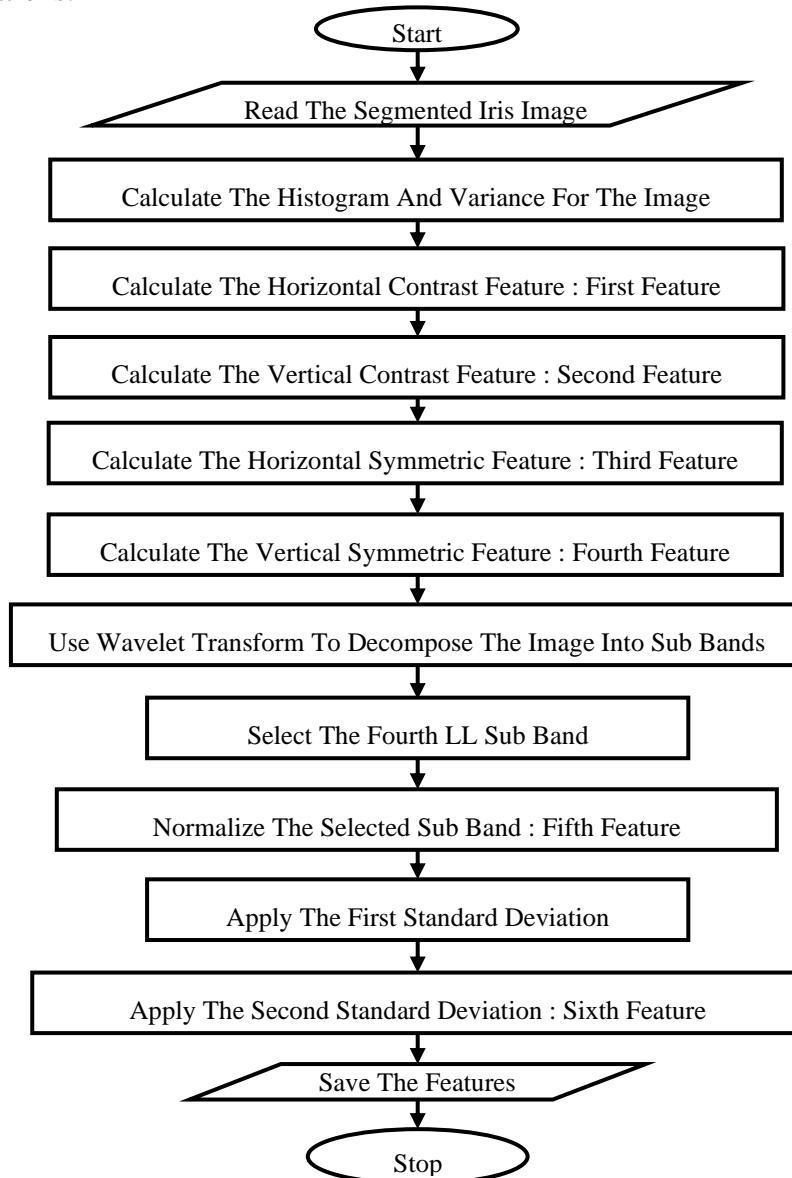 Start
Read The Segmented Iris Image
Calculate The Histogram And Variance For The Image
Calculate The Horizontal Contrast Feature : First Feature
Calculate The Vertical Contrast Feature : Second Feature
Calculate The Horizontal Symmetric Feature : Third Feature
Calculate The Vertical Symmetric Feature : Fourth Feature
Use Wavelet Transform To Decompose The Image Into Sub Bands
Select The Fourth LL Sub Band
Normalize The Selected Sub Band : Fifth Feature
Apply The First Standard Deviation
Apply The Second Standard Deviation : Sixth Feature
Save The Features
Stop